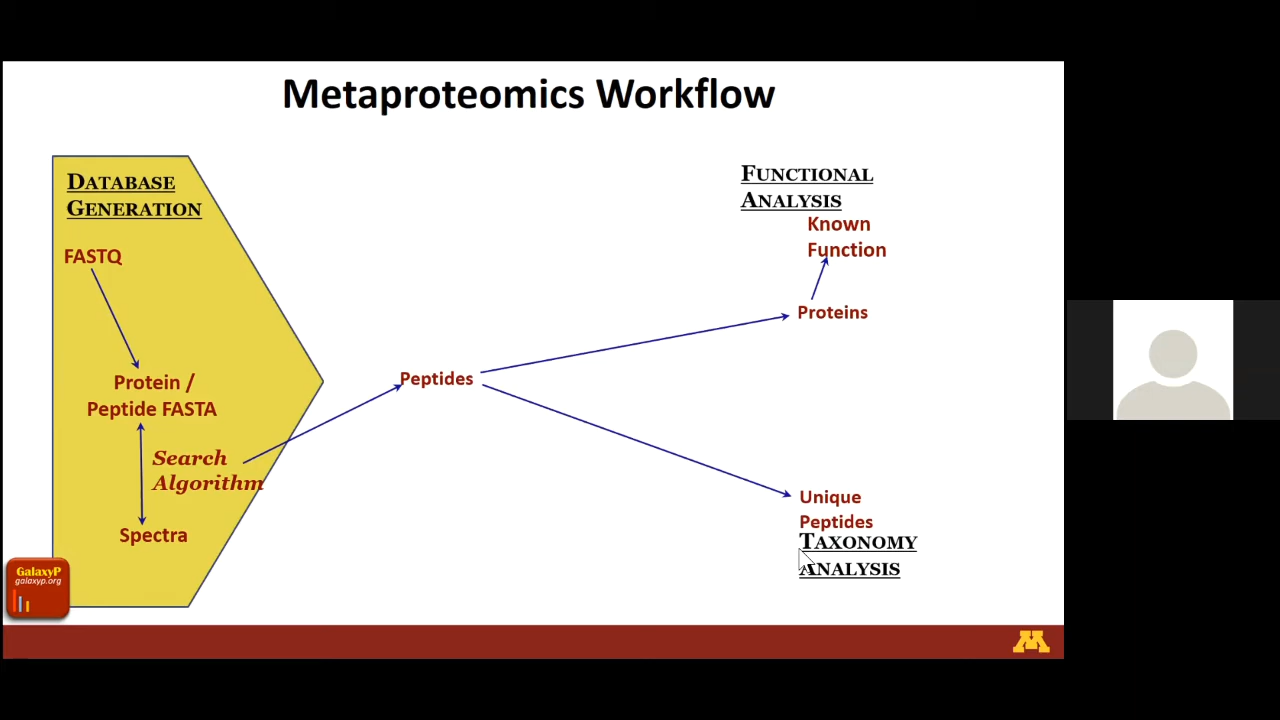 Metaproteomics Workflow
DATABASE
GENERATION
FASTQ
Protein /
Peptide FASTA
Search
Algorithm
Spectra
Peptides
FUNCTIONAL
ANALYSIS
Known
Function
Proteins
Unique
Peptides
TAXONOMY
ANALYSIS
GalaxyP
galaxyp.org
M